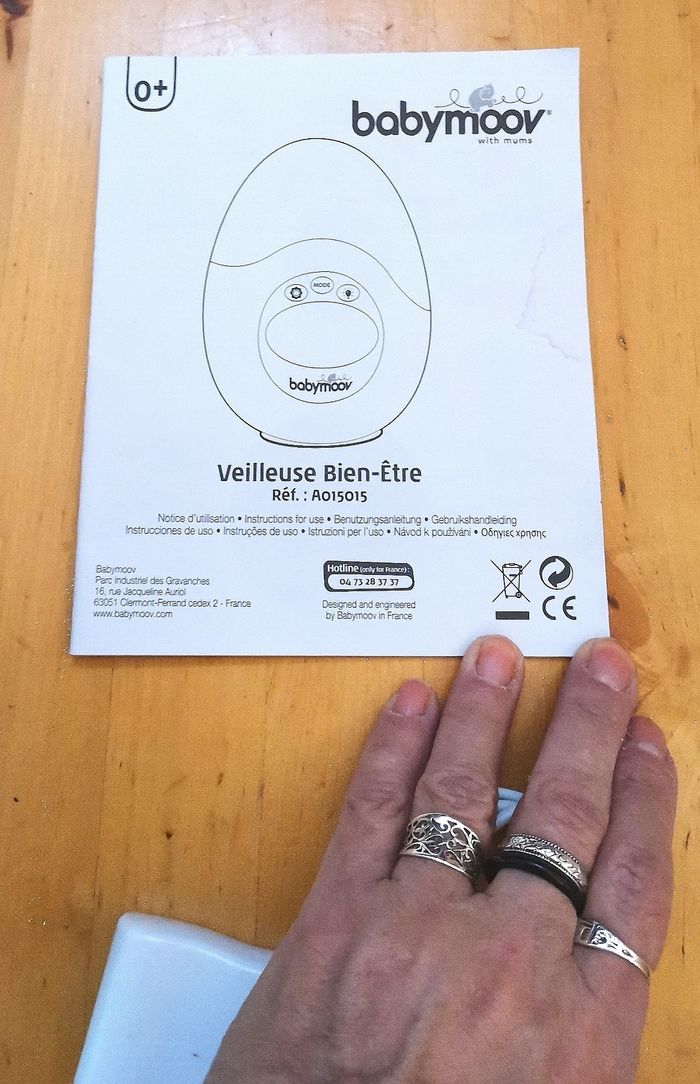 0+
babymoov®
with mums
MODE
babymoov
Veilleuse Bien-Être
Réf. : A015015
Notice d'utilisation • Instructions for use • Benutzungsanleitung • Gebruikshandleiding
Instrucciones de uso • Instruções de uso • Istruzioni per l'uso • Návod k používání • Οδηγιες χρησης
Babymoov
Parc Industriel des Gravanches
16, rue Jacqueline Auriol
63051 Clermont-Ferrand cedex 2 - France
www.babymoov.com
Hotline (only for France) :
04 73 28 37 37
Designed and engineered
by Babymoov in France
CE